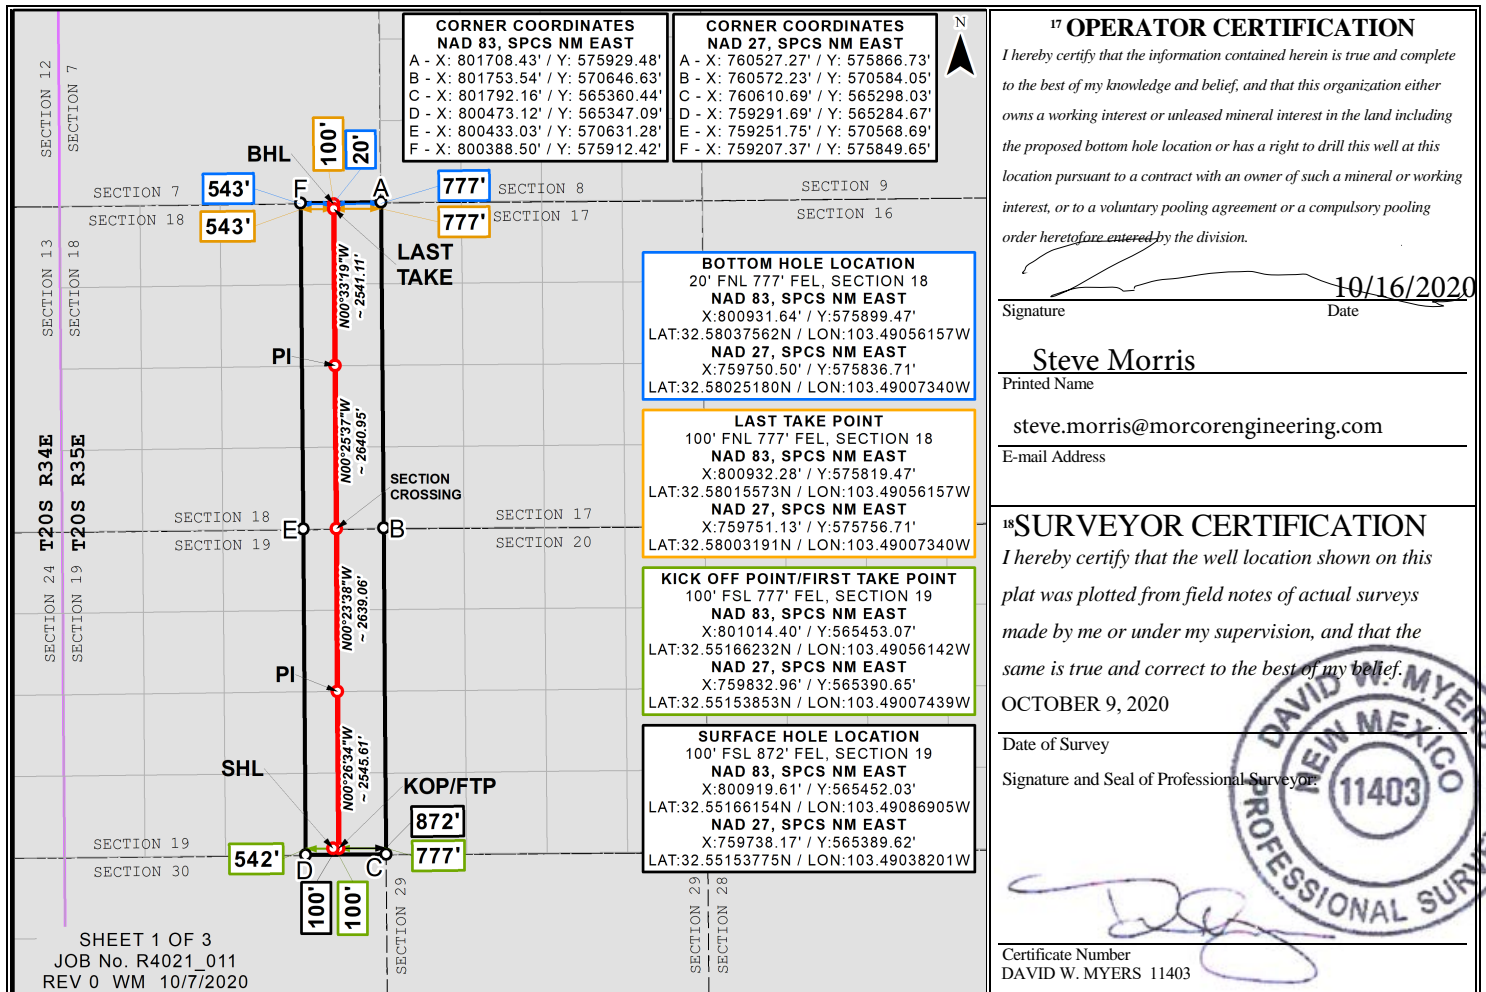 CORNER COORDINATES
NAD 83, SPCS NM EAST
A - X: 801708.43' / Y: 575929.48'
B - X: 801753.54' / Y: 570646.63'
C - X: 801792.16' / Y: 565360.44'
D - X: 800473.12' / Y: 565347.09'
E - X: 800433.03' / Y: 570631.28'
F - X: 800388.50' / Y: 575912.42'
CORNER COORDINATES
NAD 27, SPCS NM EAST
A - X: 760527.27' / Y: 575866.73'
B - X: 760572.23' / Y: 570584.05'
C - X: 760610.69' / Y: 565298.03'
D - X: 759291.69' / Y: 565284.67'
E - X: 759251.75' / Y: 570568.69'
F - X: 759207.37' / Y: 575849.65'
N
SECTION 12
SECTION 7
BHL
100'
20'
SECTION 7
543'
F
A
777'
SECTION 8
SECTION 9
SECTION 18
543'
777'
SECTION 17
SECTION 16
LAST
TAKE
SECTION 13
SECTION 18
N00°33'19"W
~ 2541.11'
PI
N00°25'37"W
~ 2640.95'
T20S R34E
T20S R35E
SECTION
CROSSING
SECTION 18
E
B
SECTION 17
SECTION 19
SECTION 20
SECTION 24
SECTION 19
N00°23'38"W
~ 2639.06'
PI
N00°26'34"W
~ 2545.61'
SHL
KOP/FTP
872'
SECTION 19
542'
D
C
777'
SECTION 30
100'
100'
SECTION 29
SECTION 29
SECTION 28
BOTTOM HOLE LOCATION
20' FNL 777' FEL, SECTION 18
NAD 83, SPCS NM EAST
X:800931.64' / Y:575899.47'
LAT:32.58037562N / LON:103.49056157W
NAD 27, SPCS NM EAST
X:759750.50' / Y:575836.71'
LAT:32.58025180N / LON:103.49007340W
LAST TAKE POINT
100' FNL 777' FEL, SECTION 18
NAD 83, SPCS NM EAST
X:800932.28' / Y:575819.47'
LAT:32.58015573N / LON:103.49056157W
NAD 27, SPCS NM EAST
X:759751.13' / Y:575756.71'
LAT:32.58003191N / LON:103.49007340W
KICK OFF POINT/FIRST TAKE POINT
100' FSL 777' FEL, SECTION 19
NAD 83, SPCS NM EAST
X:801014.40' / Y:565453.07'
LAT:32.55166232N / LON:103.49056142W
NAD 27, SPCS NM EAST
X:759832.96' / Y:565390.65'
LAT:32.55153853N / LON:103.49007439W
SURFACE HOLE LOCATION
100' FSL 872' FEL, SECTION 19
NAD 83, SPCS NM EAST
X:800919.61' / Y:565452.03'
LAT:32.55166154N / LON:103.49086905W
NAD 27, SPCS NM EAST
X:759738.17' / Y:565389.62'
LAT:32.55153775N / LON:103.49038201W
SHEET 1 OF 3
JOB No. R4021_011
REV 0 WM 10/7/2020
17 OPERATOR CERTIFICATION
I hereby certify that the information contained herein is true and complete
to the best of my knowledge and belief, and that this organization either
owns a working interest or unleased mineral interest in the land including
the proposed bottom hole location or has a right to drill this well at this
location pursuant to a contract with an owner of such a mineral or working
interest, or to a voluntary pooling agreement or a compulsory pooling
order heretofore entered by the division.
10/16/2020
Signature Date
Steve Morris
Printed Name
steve.morris@morcorengineering.com
E-mail Address
18SURVEYOR CERTIFICATION
I hereby certify that the well location shown on this
plat was plotted from field notes of actual surveys
made by me or under my supervision, and that the
same is true and correct to the best of my belief.
OCTOBER 9, 2020
Date of Survey
Signature and Seal of Professional Surveyor:
DAVID W. MYERS
NEW MEXICO
11403
PROFESSIONAL SURVE
Certificate Number
DAVID W. MYERS 11403